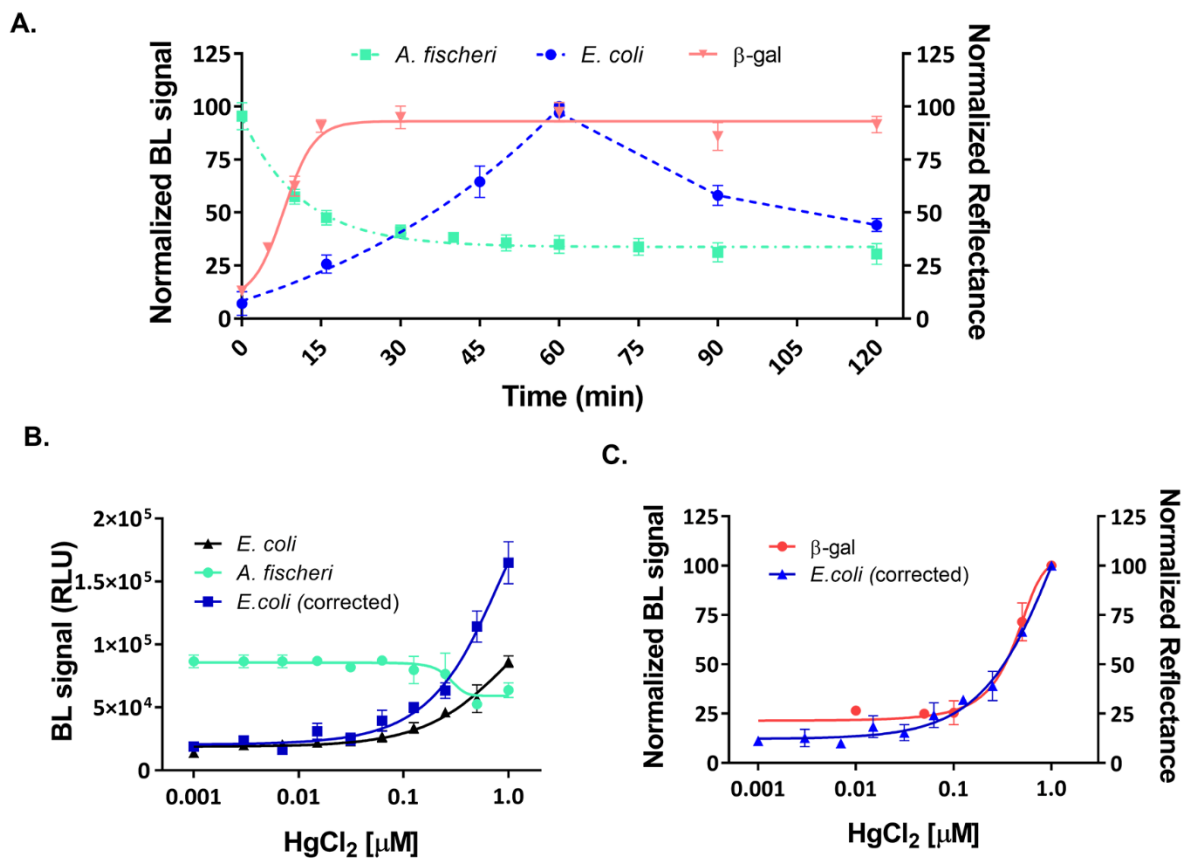 A.
A. fischeri E. coli β-gal
Normalized BL signal
125
100
75
50
25
0
Normalized Reflectance
125
100
75
50
25
0
0 15 30 45 60 75 90 105 120
Time (min)
B.
BL signal (RLU)
2×10⁵
1.5×10⁵
1×10⁵
5×10⁴
0
E. coli
A. fischeri
E.coli (corrected)
0.001 0.01 0.1 1.0
HgCl₂ [μM]
C.
Normalized BL signal
125
100
75
50
25
0
β-gal
E.coli (corrected)
Normalized Reflectance
125
100
75
50
25
0
0.001 0.01 0.1 1.0
HgCl₂ [μM]